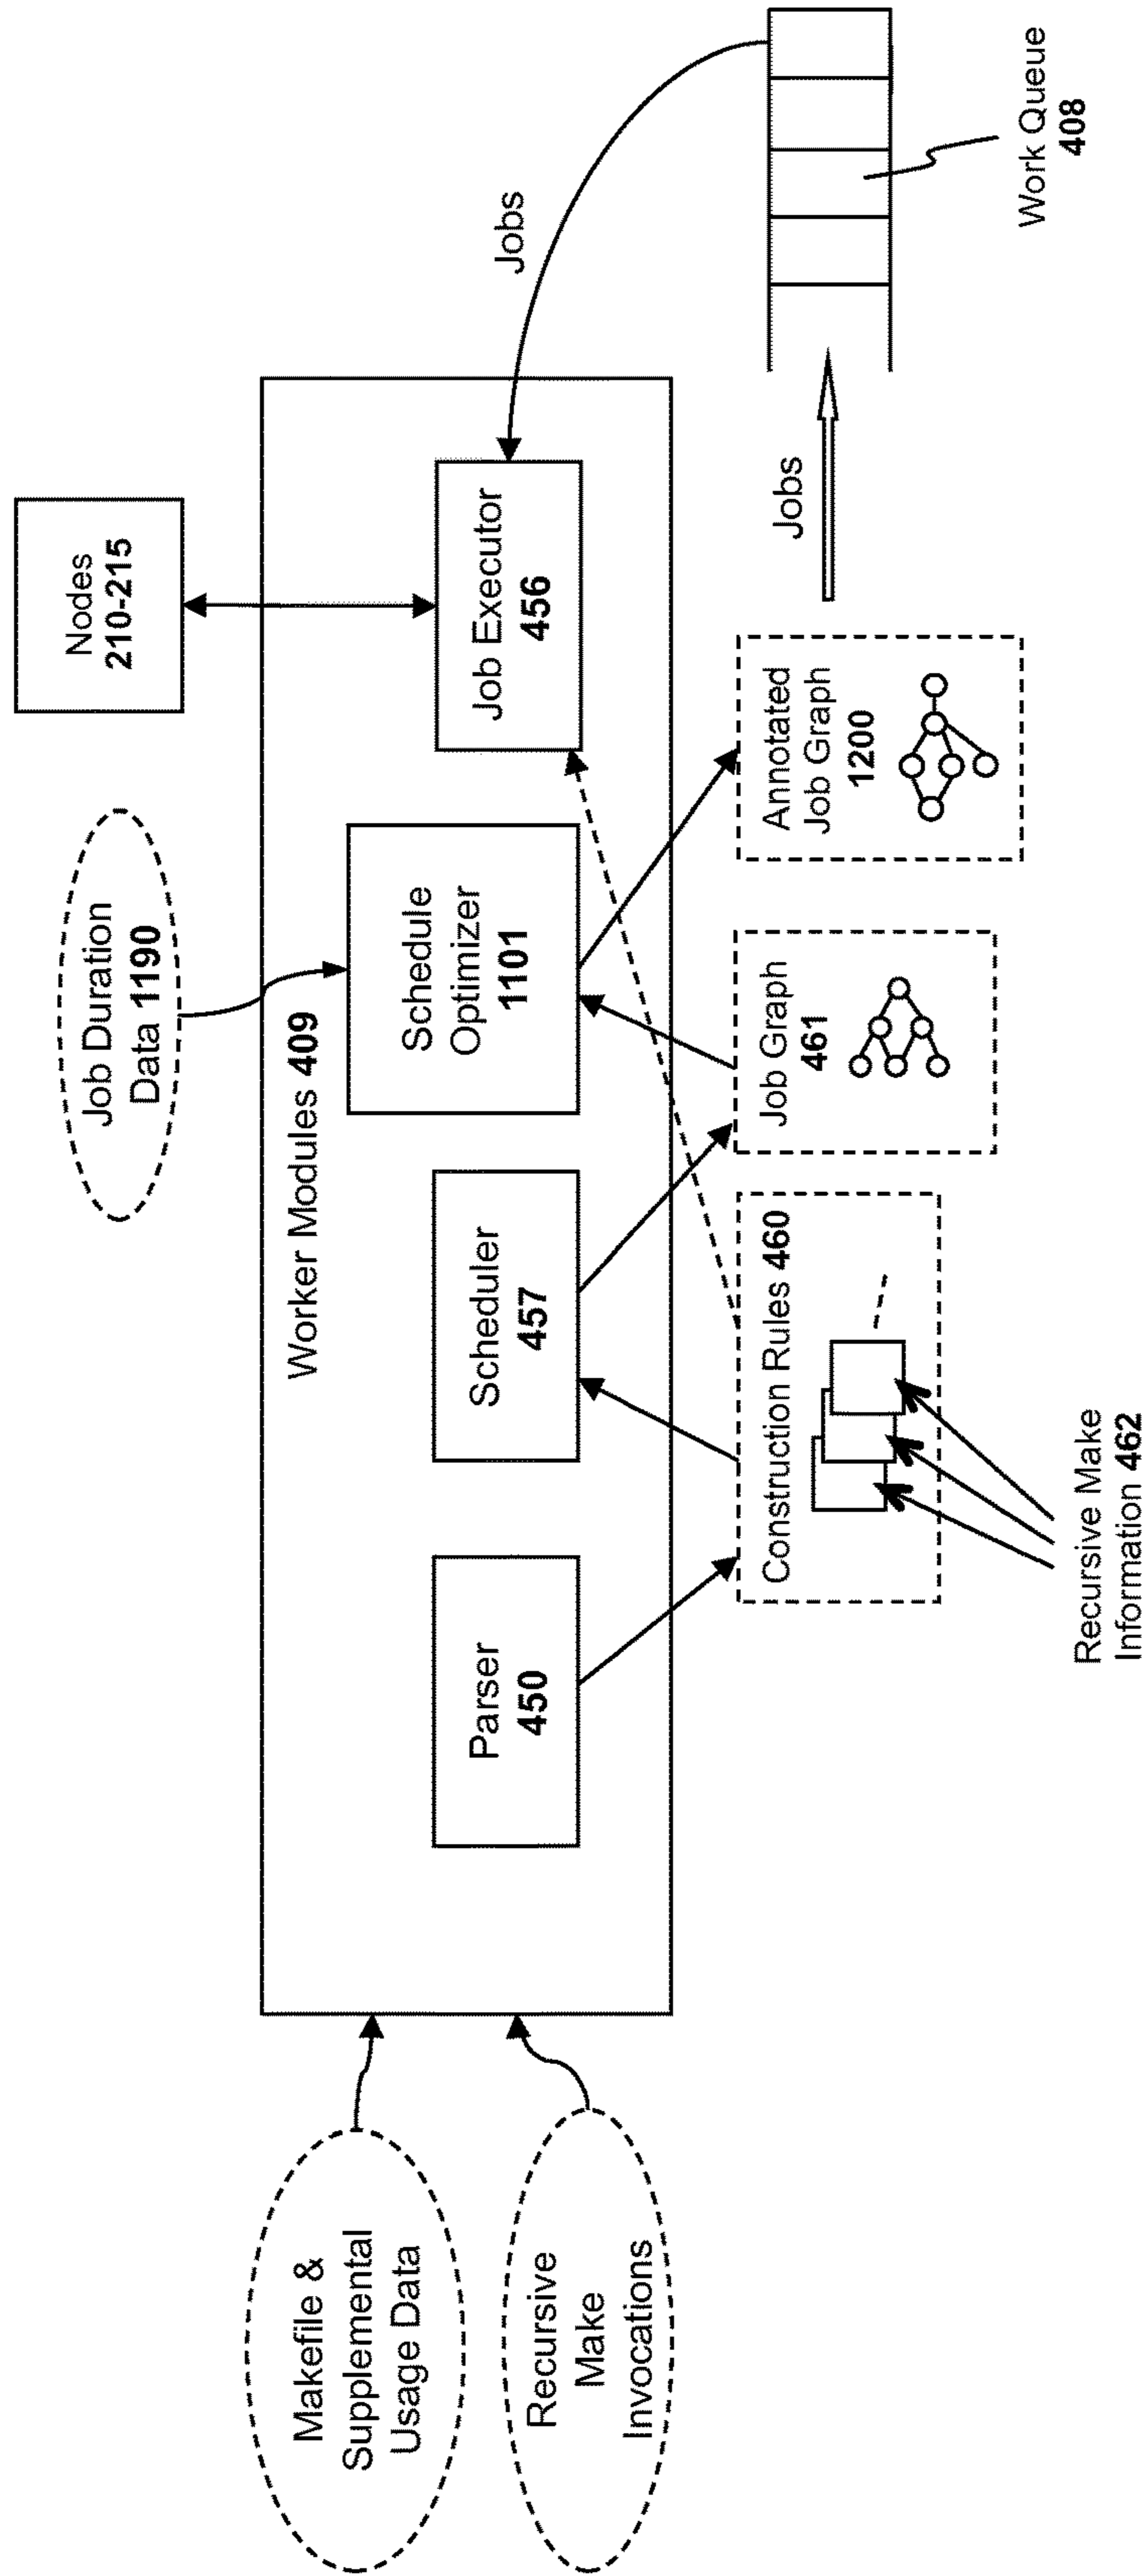 Job Duration
Data 1190
Nodes
210-215
Makefile &
Supplemental
Usage Data
Recursive
Make
Invocations
Worker Modules 409
Parser
450
Scheduler
457
Schedule
Optimizer
1101
Job Executor
456
Jobs
Construction Rules 460
Recursive Make
Information 462
Job Graph
461
Annotated
Job Graph
1200
Jobs
Work Queue
408